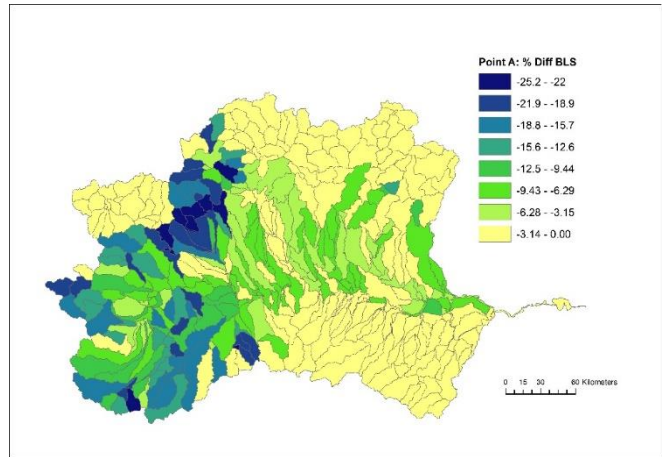 Point A: % Diff BLS
-25.2 - -22
-21.9 - -18.9
-18.8 - -15.7
-15.6 - -12.6
-12.5 - -9.44
-9.43 - -6.29
-6.28 - -3.15
-3.14 - 0.00
0 15 30 60 Kilometers